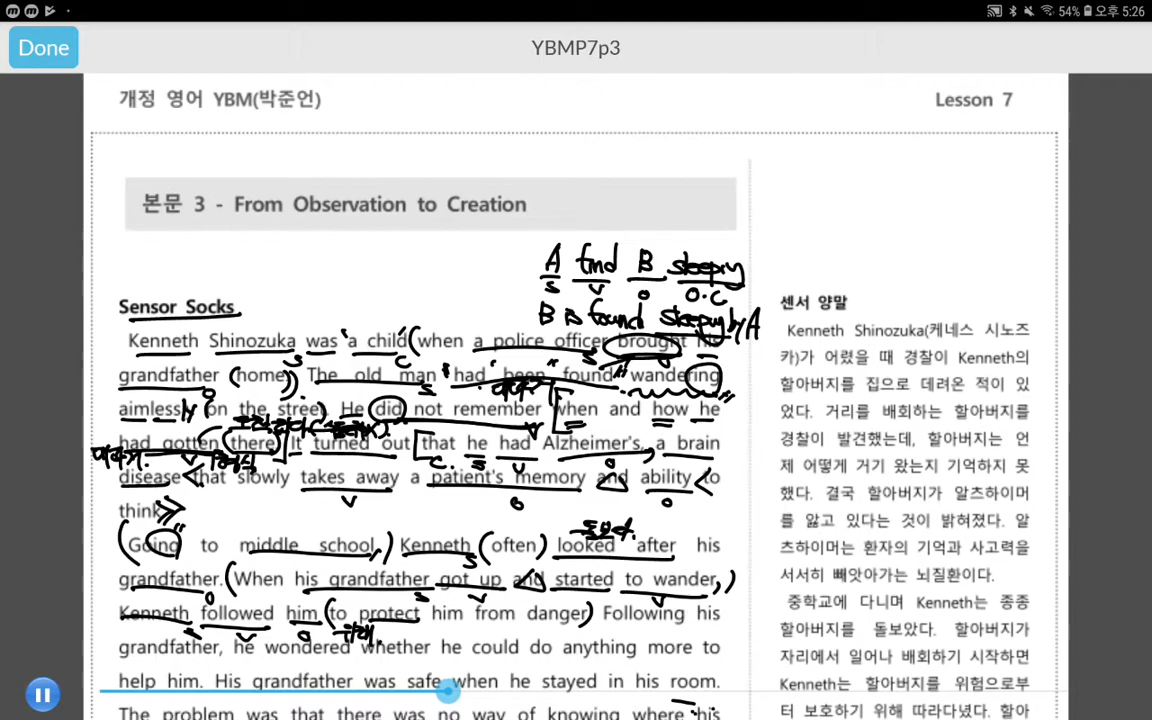 54% 오후 5:26
Done
YBMP7p3
개정 영어 YBM(박준언)
Lesson 7
본문 3 - From Observation to Creation
A find B sleeping
S V O O.C
B is found sleeping by A
Sensor Socks
Kenneth Shinozuka was a child (when a police officer brought his
grandfather (home). The old man had been found wandering
aimlessly on the street. He did not remember when and how he
had gotten there. It turned out that he had Alzheimer's, a brain
disease that slowly takes away a patient's memory and ability to
think.
Going to middle school, Kenneth (often) looked after his
grandfather. (When his grandfather got up and started to wander,)
Kenneth followed him (to protect him from danger) Following his
위해
grandfather, he wondered whether he could do anything more to
help him. His grandfather was safe when he stayed in his room.
The problem was that there was no way of knowing where his
센서 양말
Kenneth Shinozuka(케네스 시노즈
카)가 어렸을 때 경찰이 Kenneth의
할아버지를 집으로 데려온 적이 있
었다. 거리를 배회하는 할아버지를
경찰이 발견했는데, 할아버지는 언
제 어떻게 거기 왔는지 기억하지 못
했다. 결국 할아버지가 알츠하이머
를 앓고 있다는 것이 밝혀졌다. 알
츠하이머는 환자의 기억과 사고력을
서서히 빼앗아가는 뇌질환이다.
중학교에 다니며 Kenneth는 종종
할아버지를 돌보았다. 할아버지가
자리에서 일어나 배회하기 시작하면
Kenneth는 할아버지를 위험으로부
터 보호하기 위해 따라다녔다. 할아